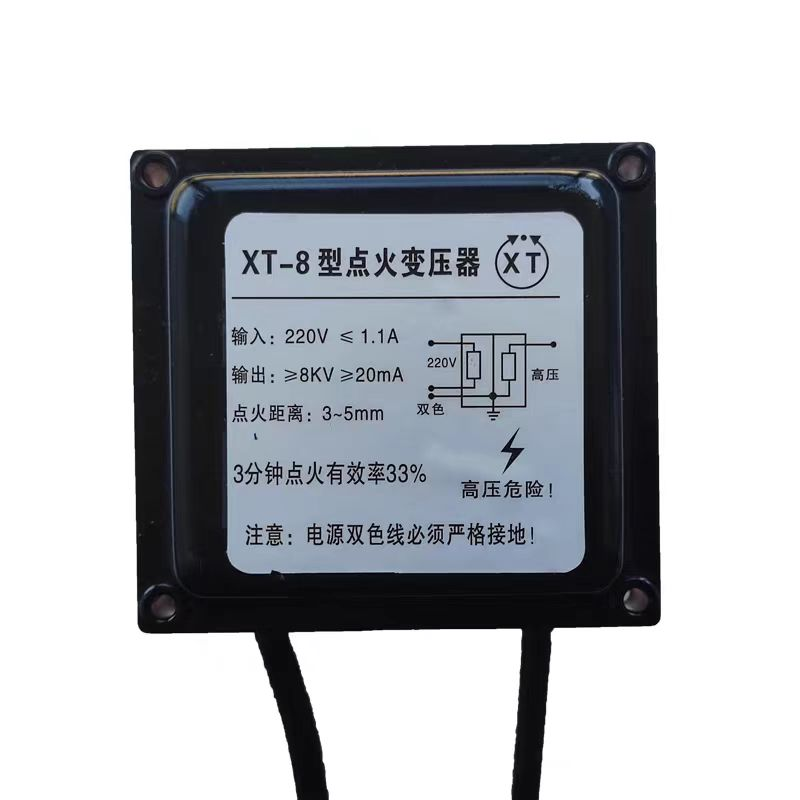 XT-8型点火变压器 XT
输入: 220V ≤ 1.1A
输出: ≥8KV ≥20mA
点火距离: 3~5mm
220V
双色
高压
3分钟点火有效率33%
高压危险!
注意: 电源双色线必须严格接地!